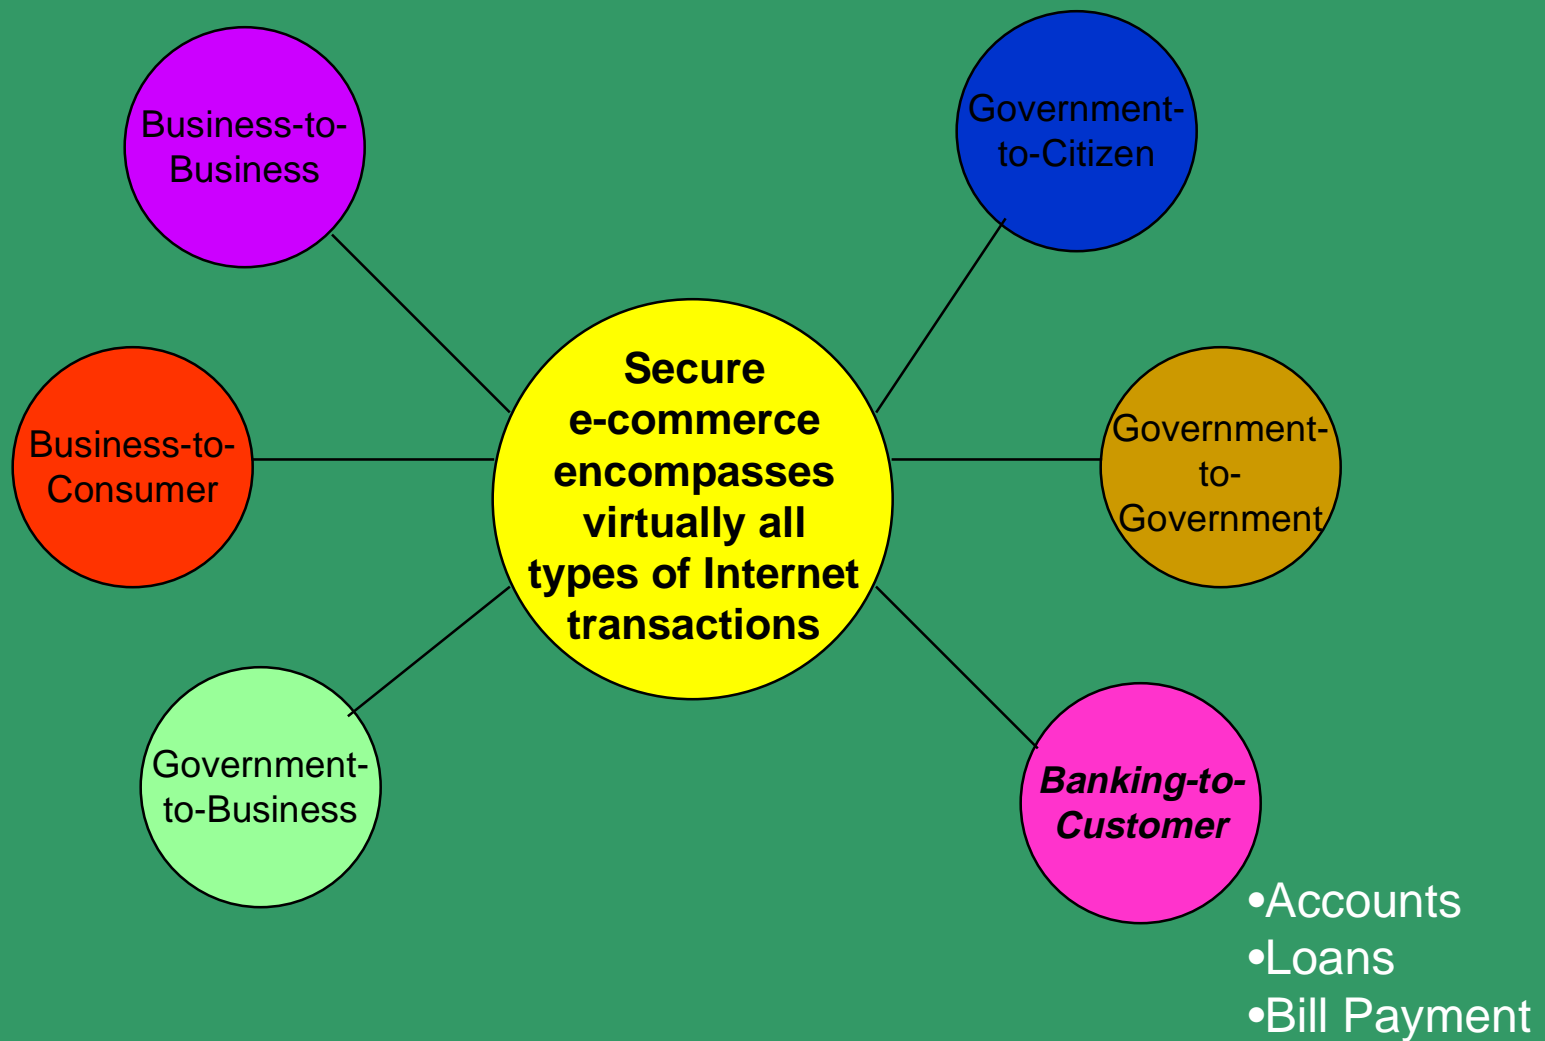 Business-to-
Business
Government-
to-Citizen
Secure
e-commerce
encompasses
virtually all
types of Internet
transactions
Business-to-
Consumer
Government-
to-
Government
Government-
to-Business
Banking-to-
Customer
•Accounts
•Loans
•Bill Payment